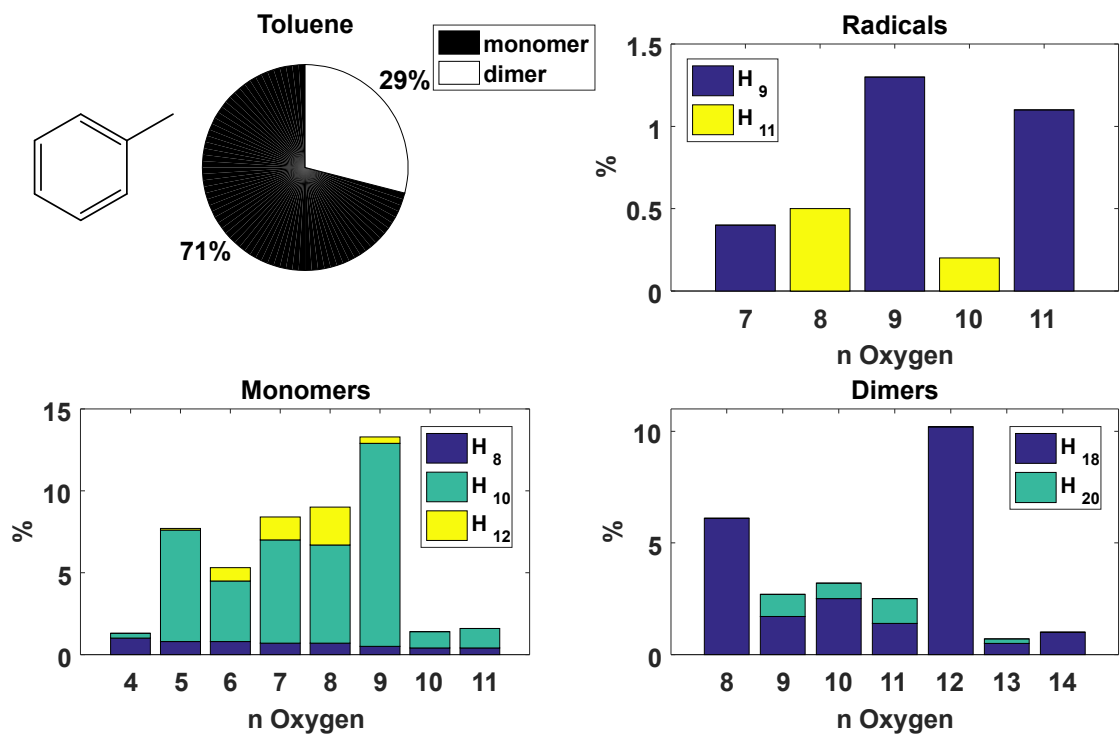 Toluene
monomer
dimer
29%
71%
Radicals
1.5
1
0.5
0
%
H 9
H 11
7 8 9 10 11
n Oxygen
Monomers
15
10
5
0
%
H 8
H 10
H 12
4 5 6 7 8 9 10 11
n Oxygen
Dimers
10
5
0
%
H 18
H 20
8 9 10 11 12 13 14
n Oxygen